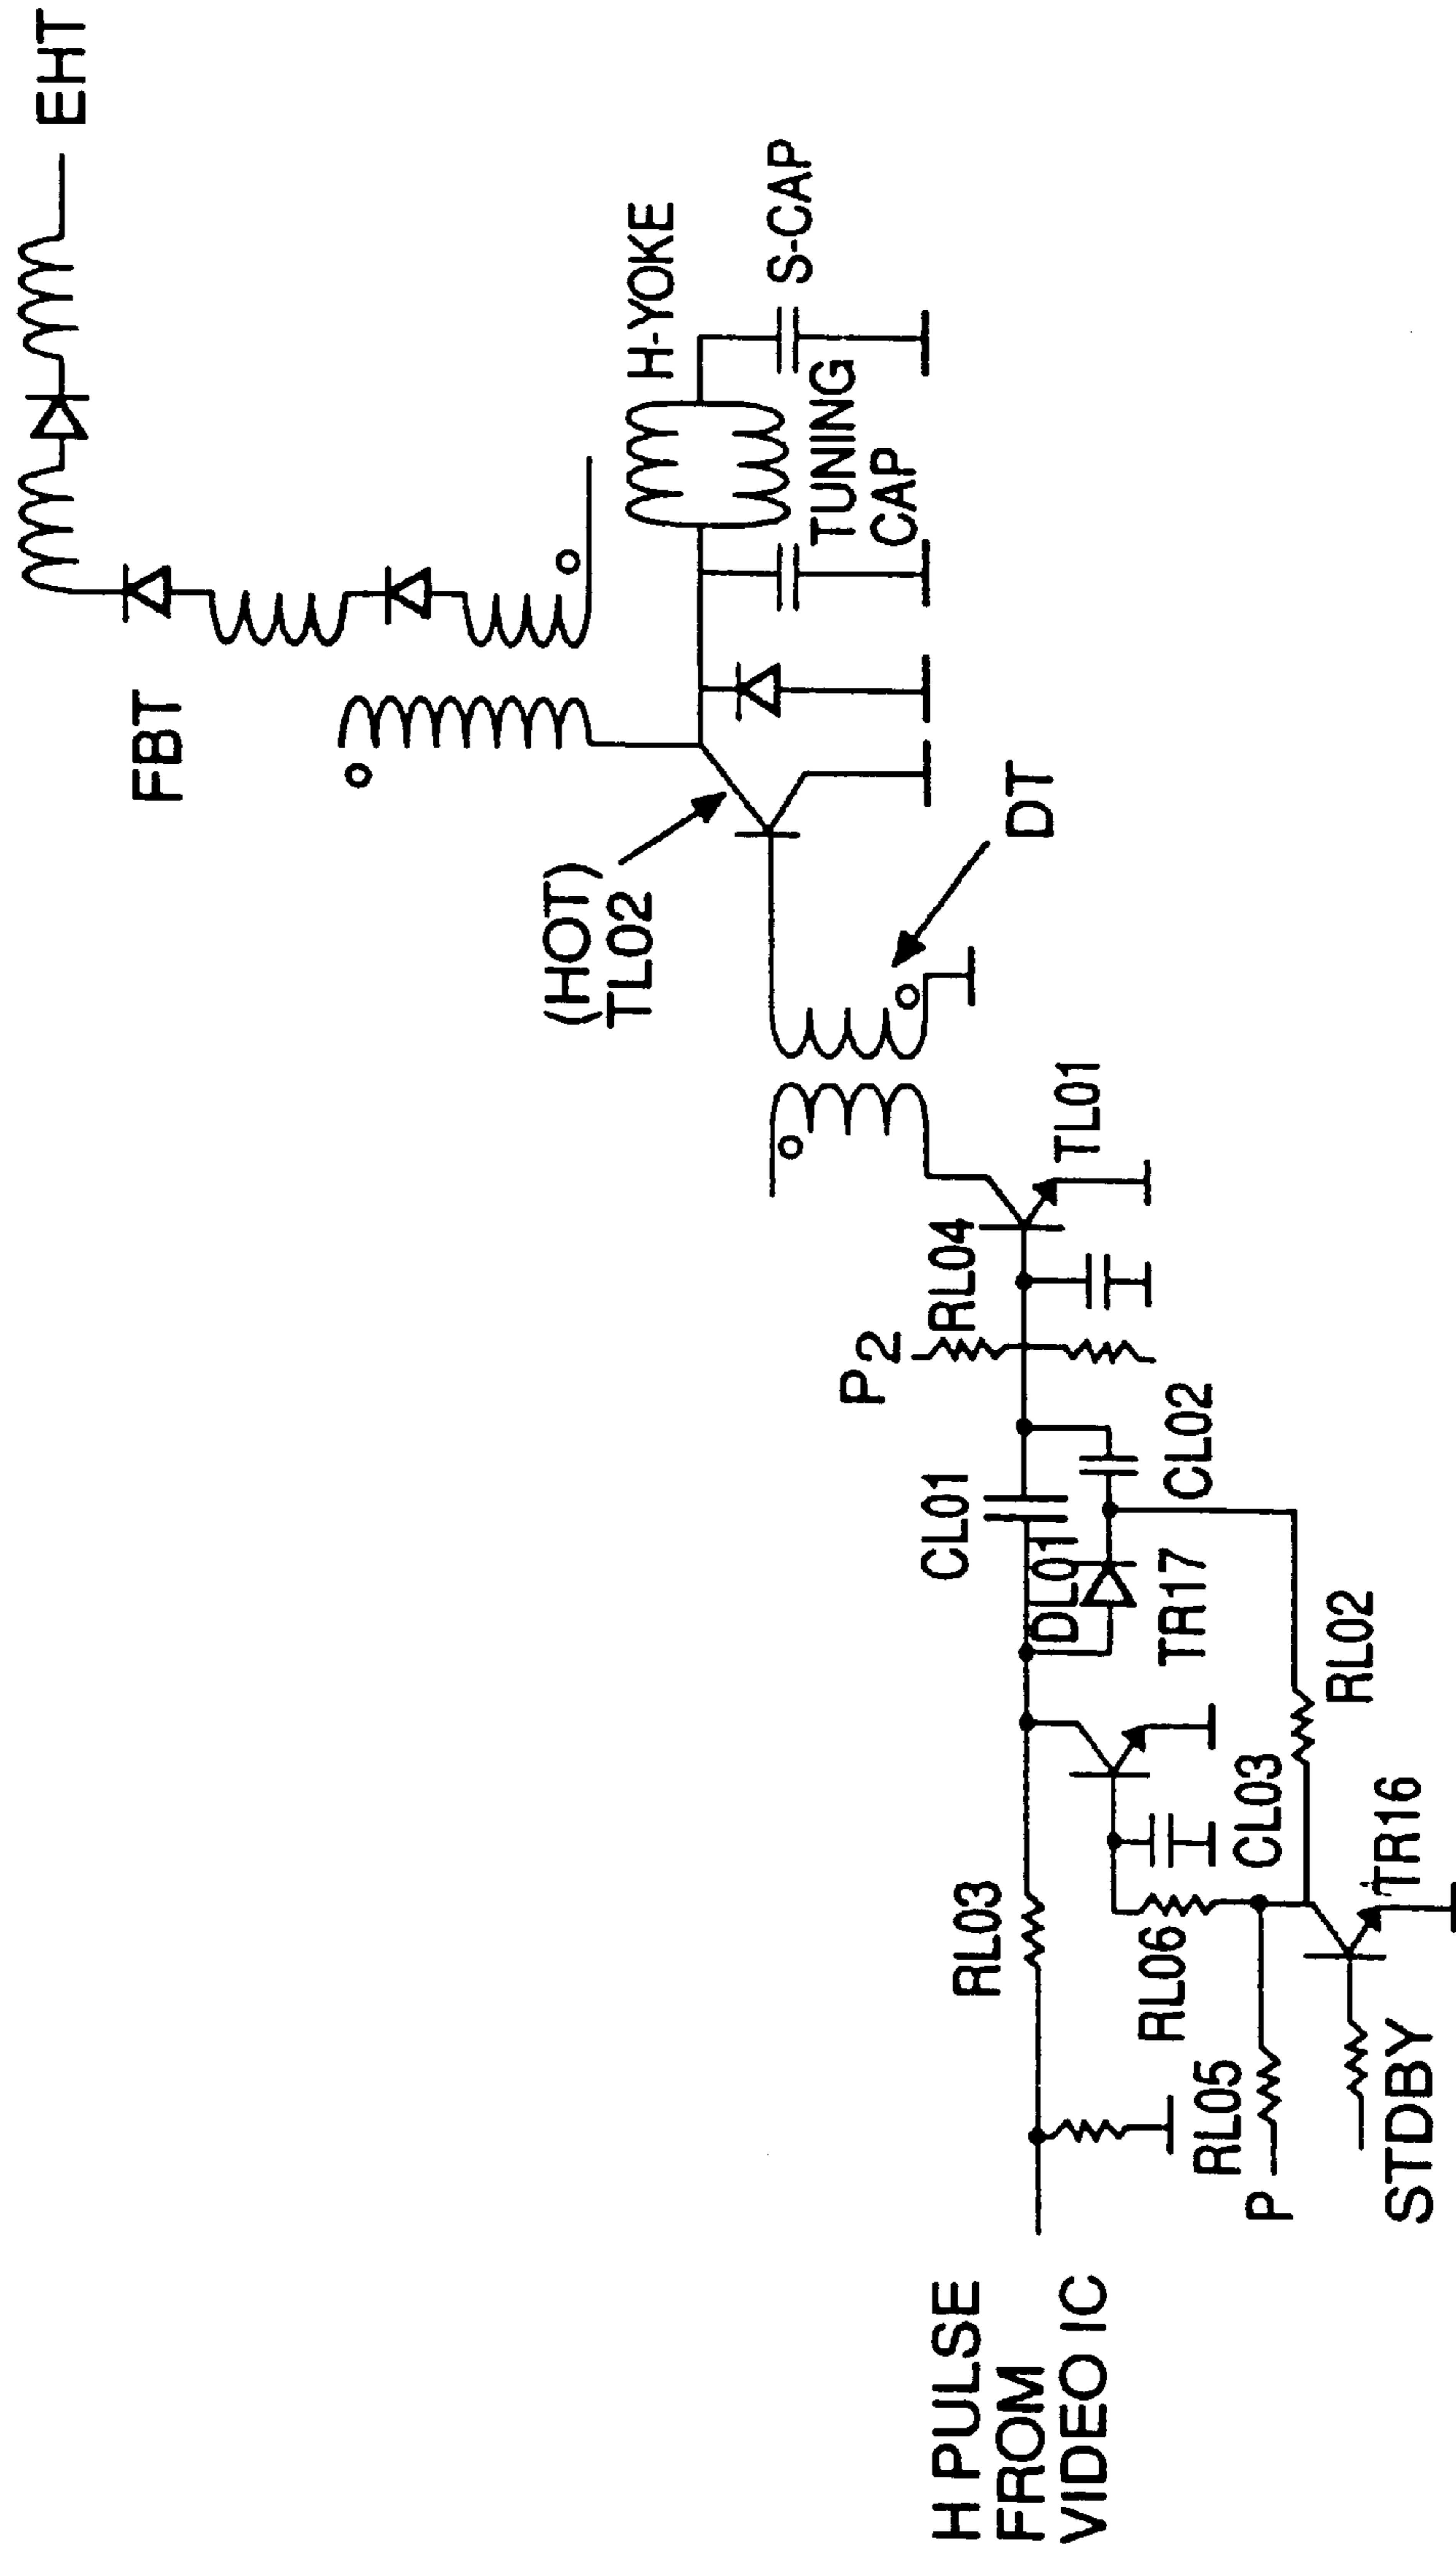 EHT
FBT
H-YOKE
S-CAP
TUNING
CAP
(HOT)
TL02
DT
TL01
RL04
P2
CL02
CL01
DL01
TR17
RL02
CL03
TR16
RL03
RL06
RL05
P
STDBY
H PULSE
FROM
VIDEO IC